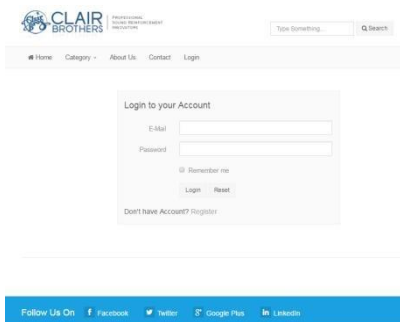 CLAIR
BROTHERS
PROFESSIONAL
SOUND REINFORCEMENT
INNOVATORS
Type Something...
Search
Home Category About Us Contact Login
Login to your Account
E-Mail
Password
Remember me
Login Reset
Don't have Account? Register
Follow Us On Facebook Twitter Google Plus LinkedIn